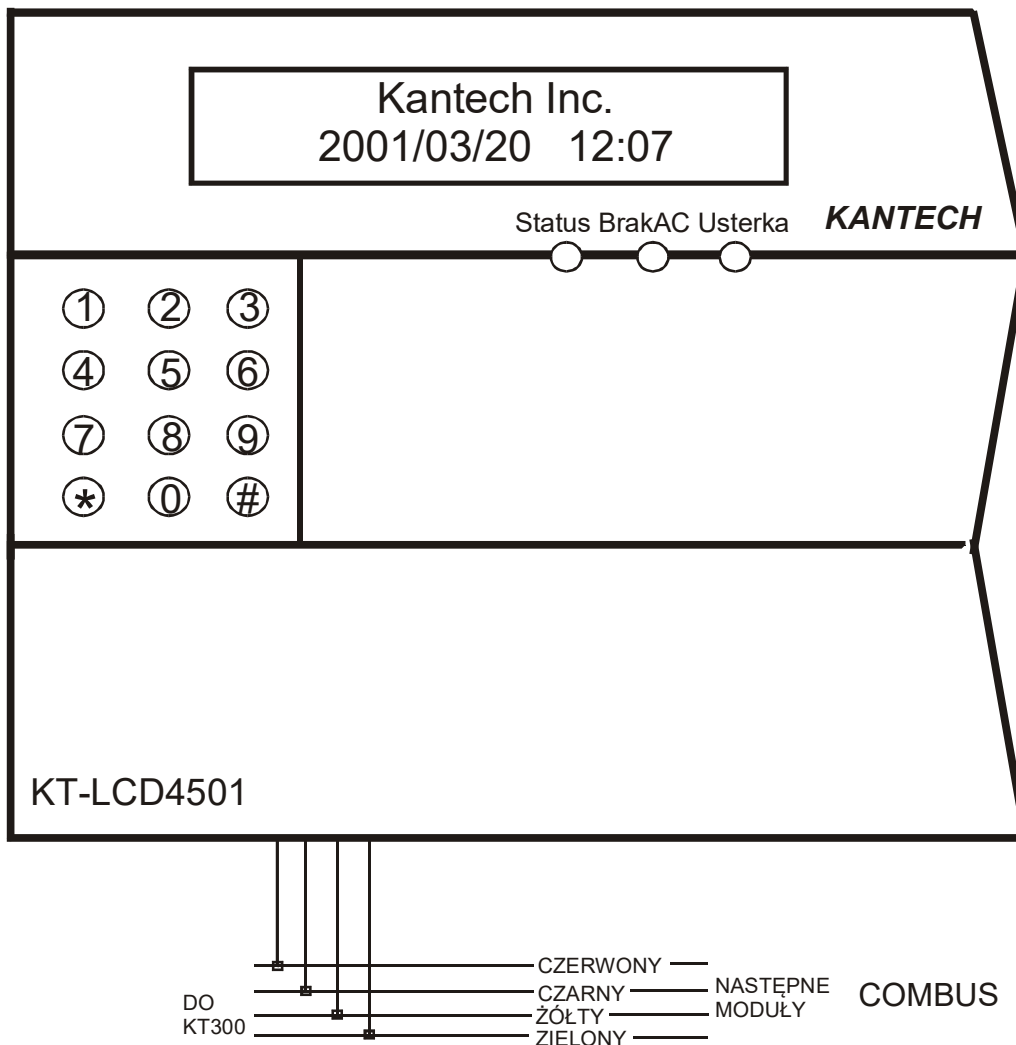 Kantech Inc.
2001/03/20 12:07
Status BrakAC Usterka
KANTECH
1 2 3
4 5 6
7 8 9
* 0 #
KT-LCD4501
DO
KT300
CZERWONY
CZARNY
ŻÓŁTY
ZIELONY
NASTĘPNE
MODUŁY
COMBUS